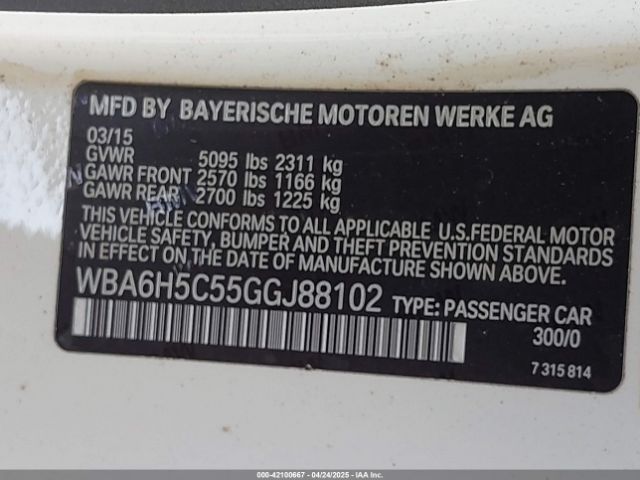 MFD BY BAYERISCHE MOTOREN WERKE AG
03/15
GVWR 5095 lbs 2311 kg
GAWR FRONT 2570 lbs 1166 kg
GAWR REAR 2700 lbs 1225 kg
THIS VEHICLE CONFORMS TO ALL APPLICABLE U.S.FEDERAL MOTOR
VEHICLE SAFETY, BUMPER AND THEFT PREVENTION STANDARDS
IN EFFECT ON THE DATE OF MANUFACTURE SHOWN ABOVE.
WBA6H5C55GGJ88102 TYPE: PASSENGER CAR
300/0
7 315 814
000-42100667 - 04/24/2025 - IAA Inc.